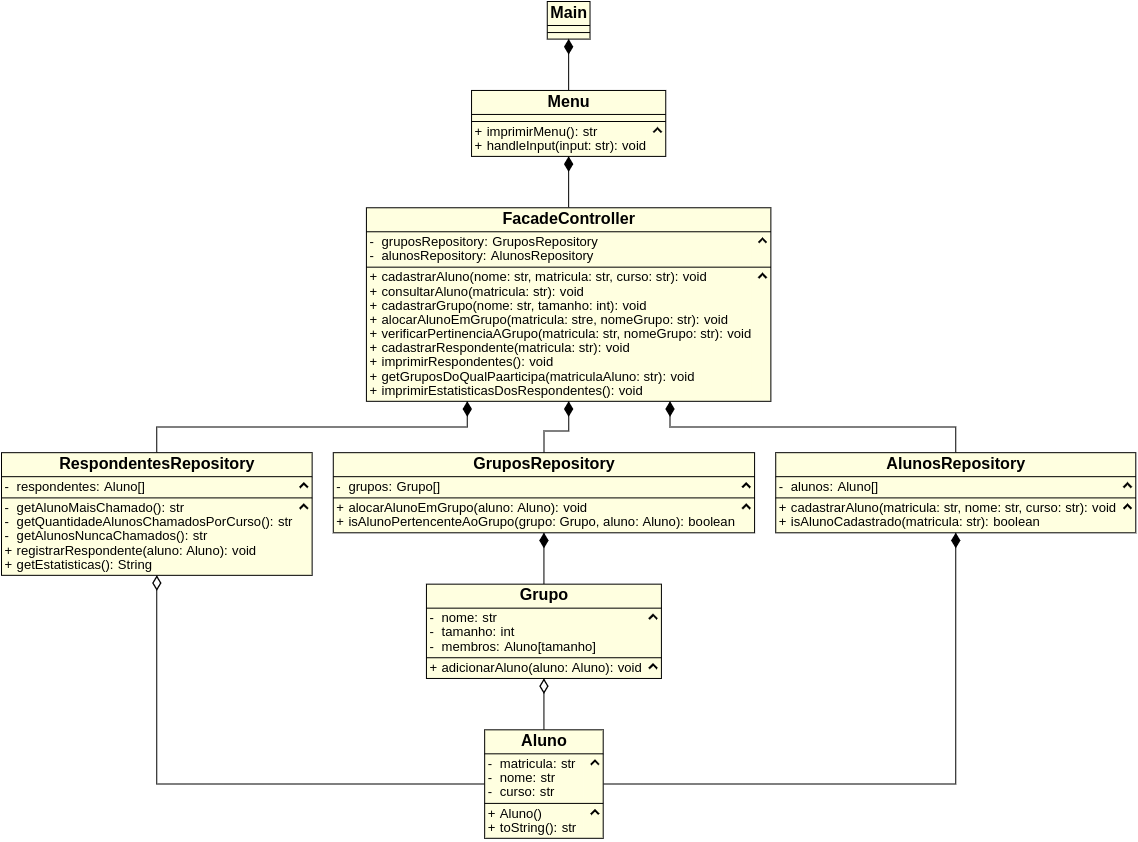 Main
Menu
+ imprimirMenu(): str
+ handleInput(input: str): void
FacadeController
- gruposRepository: GruposRepository
- alunosRepository: AlunosRepository
+ cadastrarAluno(nome: str, matricula: str, curso: str): void
+ consultarAluno(matricula: str): void
+ cadastrarGrupo(nome: str, tamanho: int): void
+ alocarAlunoEmGrupo(matricula: stre, nomeGrupo: str): void
+ verificarPertinenciaAGrupo(matricula: str, nomeGrupo: str): void
+ cadastrarRespondente(matricula: str): void
+ imprimirRespondentes(): void
+ getGruposDoQualPaarticipa(matriculaAluno: str): void
+ imprimirEstatisticasDosRespondentes(): void
RespondentesRepository
- respondentes: Aluno[]
- getAlunoMaisChamado(): str
- getQuantidadeAlunosChamadosPorCurso(): str
- getAlunosNuncaChamados(): str
+ registrarRespondente(aluno: Aluno): void
+ getEstatisticas(): String
GruposRepository
- grupos: Grupo[]
+ alocarAlunoEmGrupo(aluno: Aluno): void
+ isAlunoPertencenteAoGrupo(grupo: Grupo, aluno: Aluno): boolean
AlunosRepository
- alunos: Aluno[]
+ cadastrarAluno(matricula: str, nome: str, curso: str): void
+ isAlunoCadastrado(matricula: str): boolean
Grupo
- nome: str
- tamanho: int
- membros: Aluno[tamanho]
+ adicionarAluno(aluno: Aluno): void
Aluno
- matricula: str
- nome: str
- curso: str
+ Aluno()
+ toString(): str